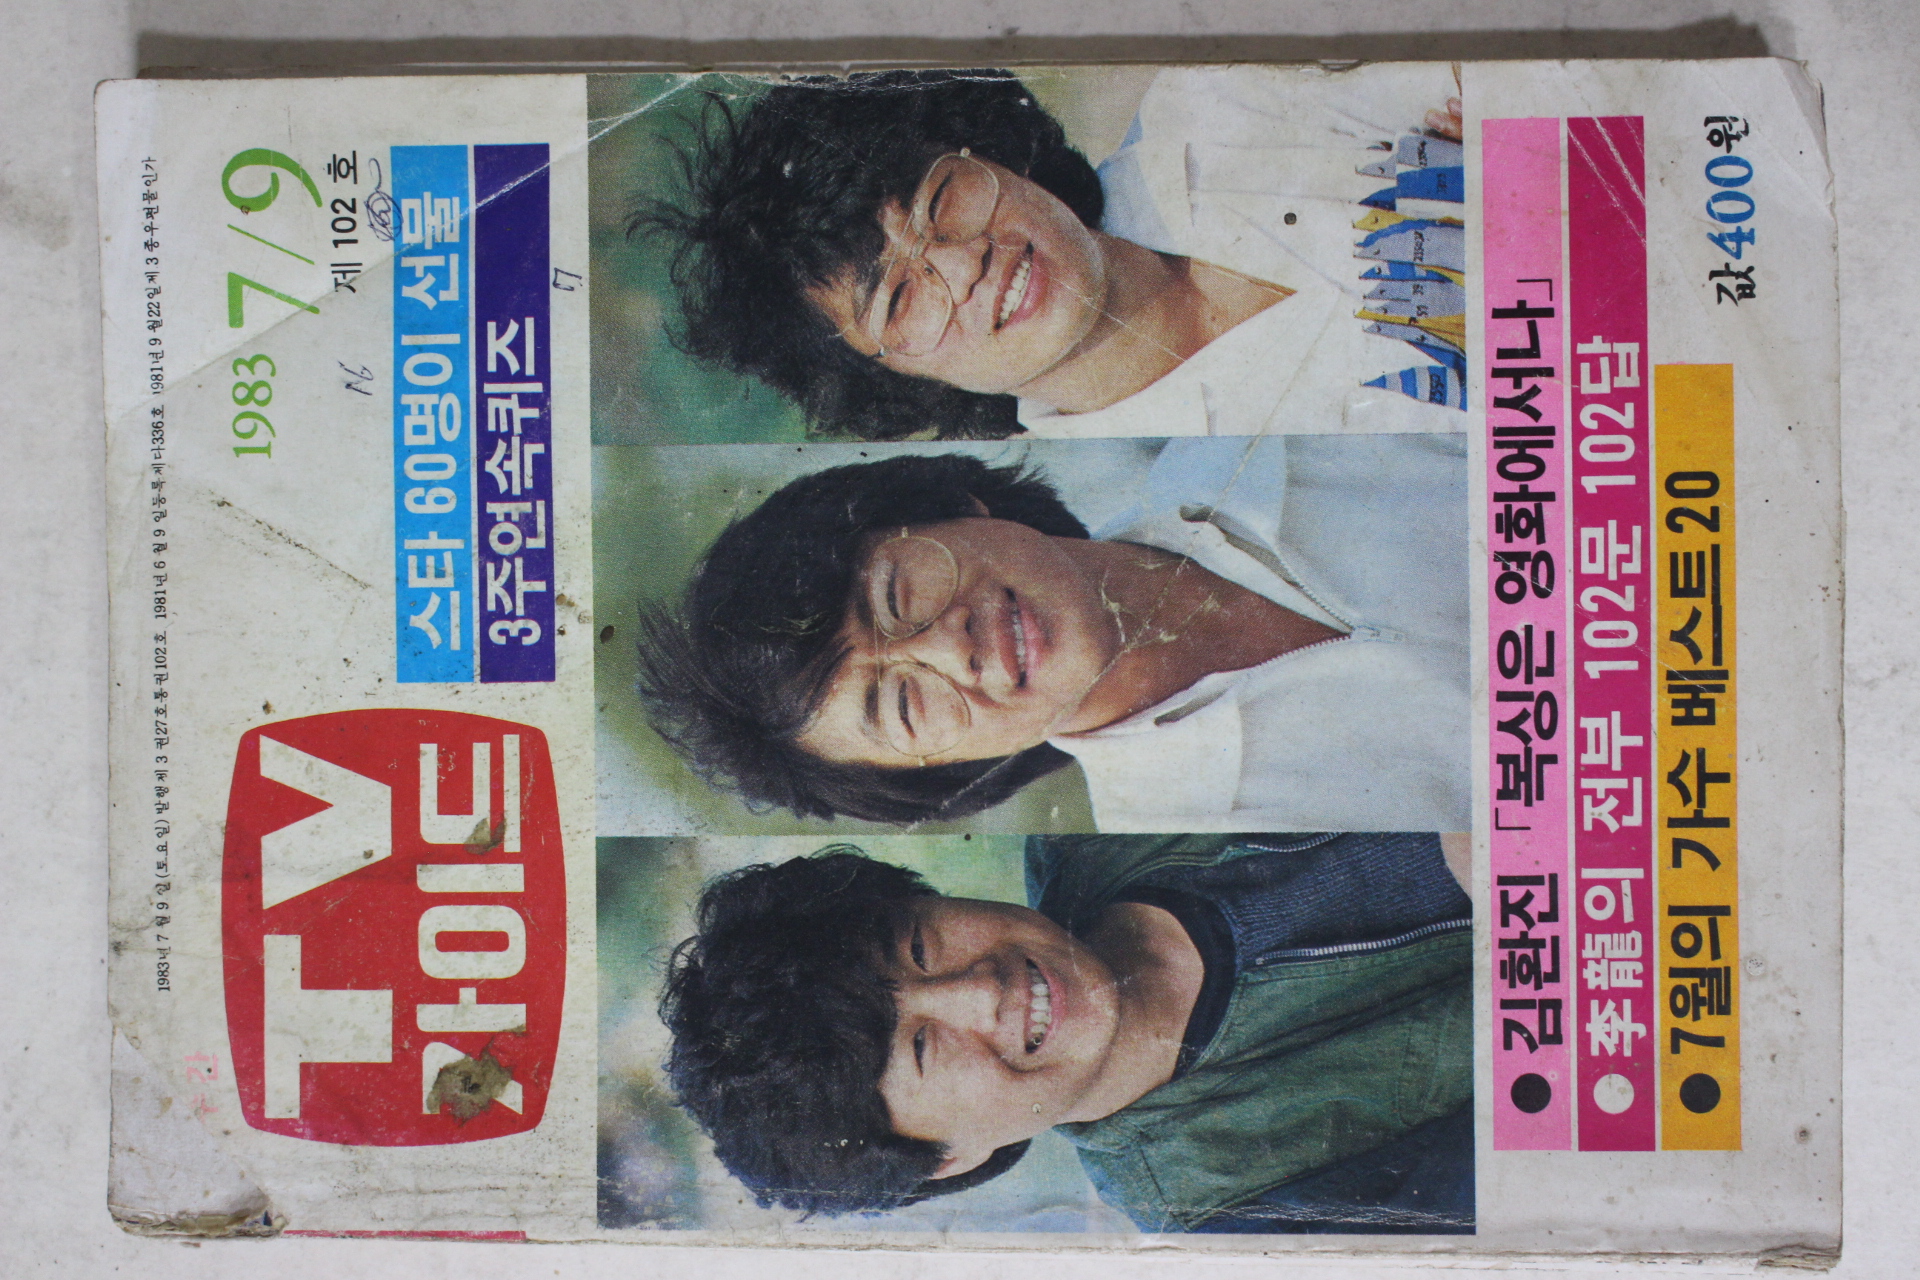 1983년 7월 9일(토요일)발행 제3권27호·통권102호 1981년 6월 9일등록제다336호 1981년 9월22일제3종우편물인가
주간
TV
가이드
1983 7/9
제 102 호
스타 60명이 선물
3주연속퀴즈
● 김환진 「복싱은 영화에서나」
● 李龍의 전부 102문 102답
● 7월의 가수 베스트 20
값400원